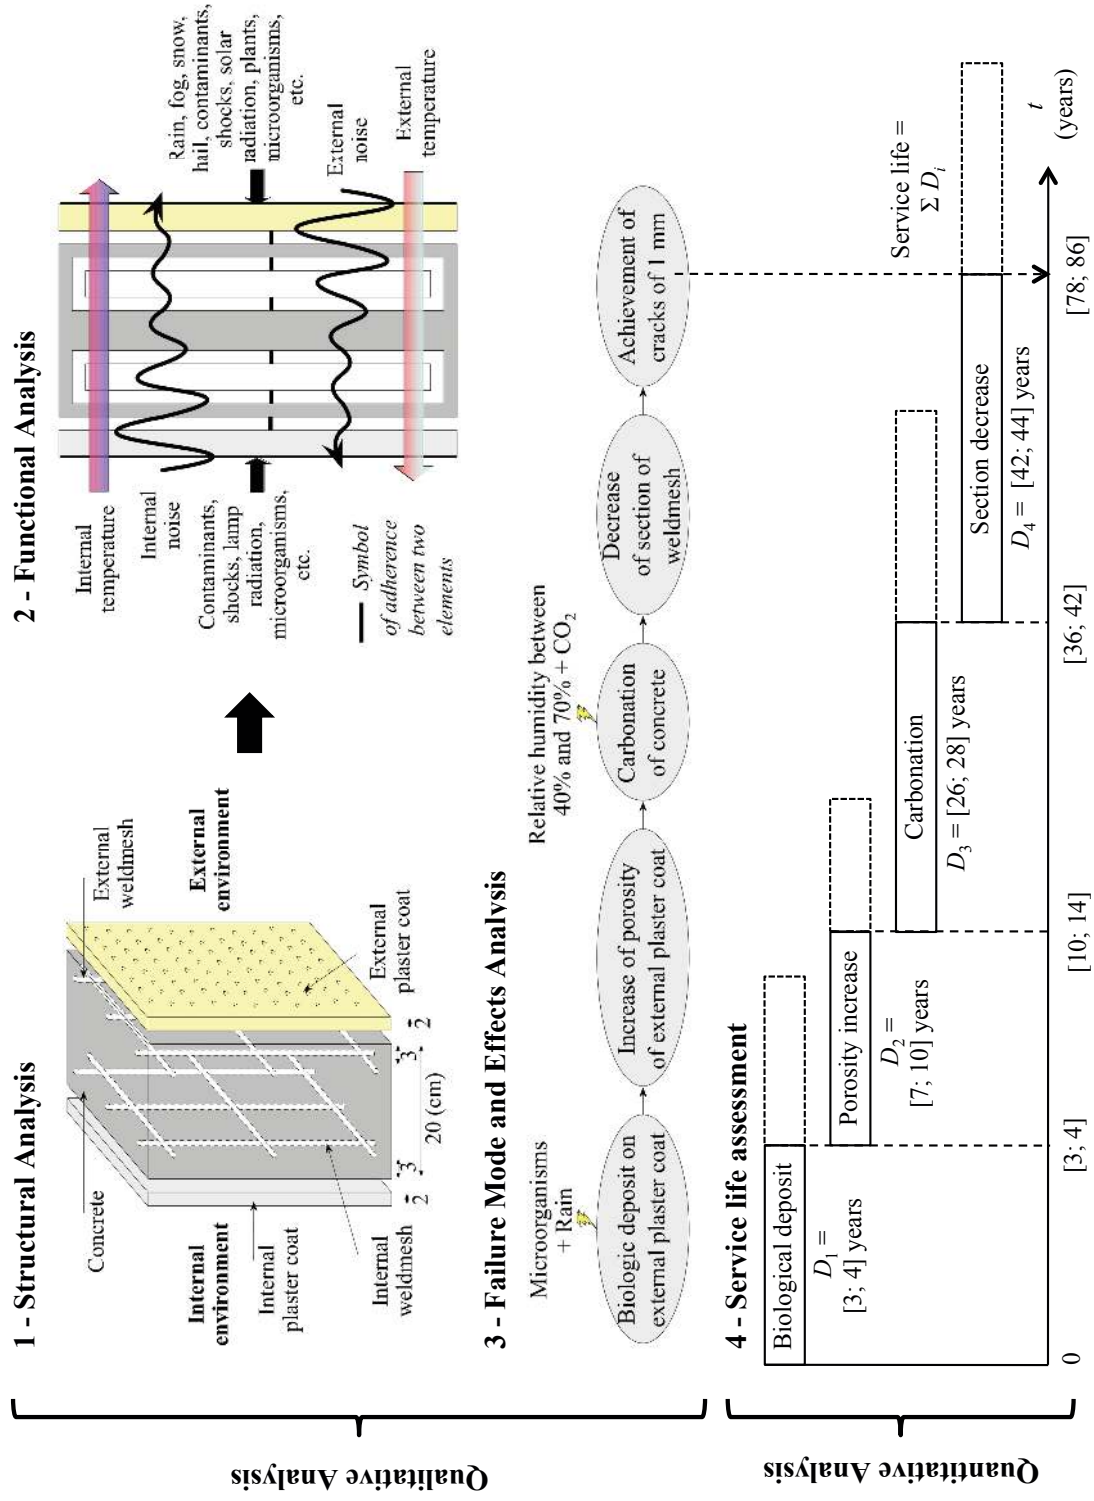 Qualitative Analysis
1 - Structural Analysis
Concrete
External
weldmesh
Internal
environment
External
environment
Internal
plaster coat
External
plaster coat
Internal
weldmesh
2
3
20 (cm)
3
2
2 - Functional Analysis
Internal
temperature
Internal
noise
Contaminants,
shocks, lamp
radiation,
microorganisms,
etc.
Symbol
of adherence
between two
elements
Rain, fog, snow,
hail, contaminants,
shocks, solar
radiation, plants,
microorganisms,
etc.
External
noise
External
temperature
3 - Failure Mode and Effects Analysis
Microorganisms
+ Rain
Relative humidity between
40% and 70% + CO₂
Biologic deposit on
external plaster coat
Increase of porosity
of external plaster coat
Carbonation
of concrete
Decrease
of section of
weldmesh
Achievement of
cracks of 1 mm
Quantitative Analysis
4 - Service life assessment
Biological deposit
D₁ =
[3; 4] years
Porosity increase
D₂ =
[7; 10] years
Carbonation
D₃ = [26; 28] years
Section decrease
D₄ = [42; 44] years
Service life =
Σ Dᵢ
0
[3; 4]
[10; 14]
[36; 42]
[78; 86]
t
(years)